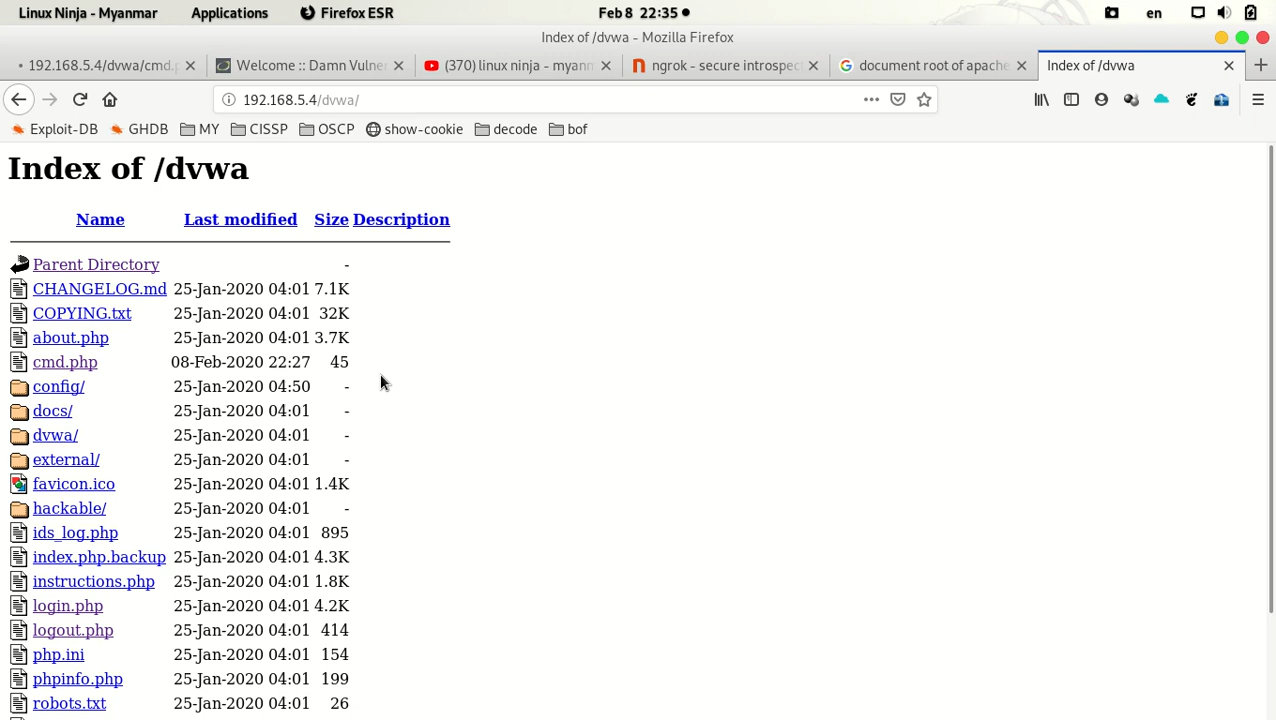 Linux Ninja - Myanmar Applications Firefox ESR Feb 8 22:35 en
Index of /dvwa - Mozilla Firefox
192.168.5.4/dvwa/cmd.p Welcome :: Damn Vulner (370) linux ninja - myanm ngrok - secure introspect document root of apache Index of /dvwa
192.168.5.4/dvwa/
Exploit-DB GHDB MY CISSP OSCP show-cookie decode bof
Index of /dvwa
Name Last modified Size Description
Parent Directory -
CHANGELOG.md 25-Jan-2020 04:01 7.1K
COPYING.txt 25-Jan-2020 04:01 32K
about.php 25-Jan-2020 04:01 3.7K
cmd.php 08-Feb-2020 22:27 45
config/ 25-Jan-2020 04:50 -
docs/ 25-Jan-2020 04:01 -
dvwa/ 25-Jan-2020 04:01 -
external/ 25-Jan-2020 04:01 -
favicon.ico 25-Jan-2020 04:01 1.4K
hackable/ 25-Jan-2020 04:01 -
ids_log.php 25-Jan-2020 04:01 895
index.php.backup 25-Jan-2020 04:01 4.3K
instructions.php 25-Jan-2020 04:01 1.8K
login.php 25-Jan-2020 04:01 4.2K
logout.php 25-Jan-2020 04:01 414
php.ini 25-Jan-2020 04:01 154
phpinfo.php 25-Jan-2020 04:01 199
robots.txt 25-Jan-2020 04:01 26